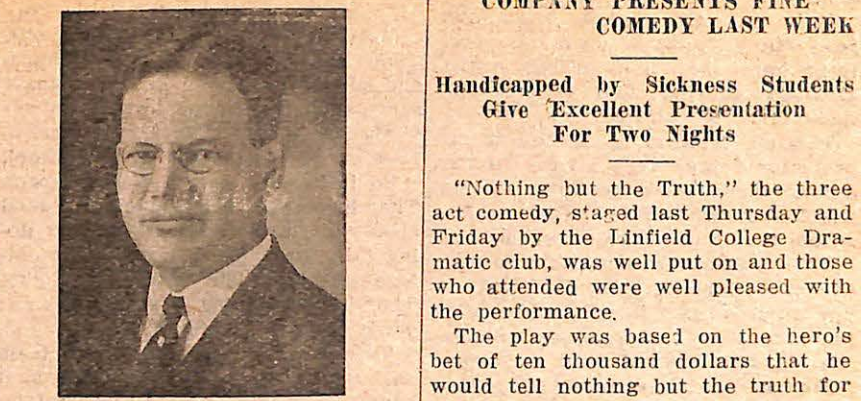 COMPANY PRESENTS FINE
COMEDY LAST WEEK
Handicapped by Sickness Students
Give Excellent Presentation
For Two Nights
"Nothing but the Truth," the three
act comedy, staged last Thursday and
Friday by the Linfield College Dra-
matic club, was well put on and those
who attended were well pleased with
the performance.
The play was based on the hero's
bet of ten thousand dollars that he
would tell nothing but the truth for